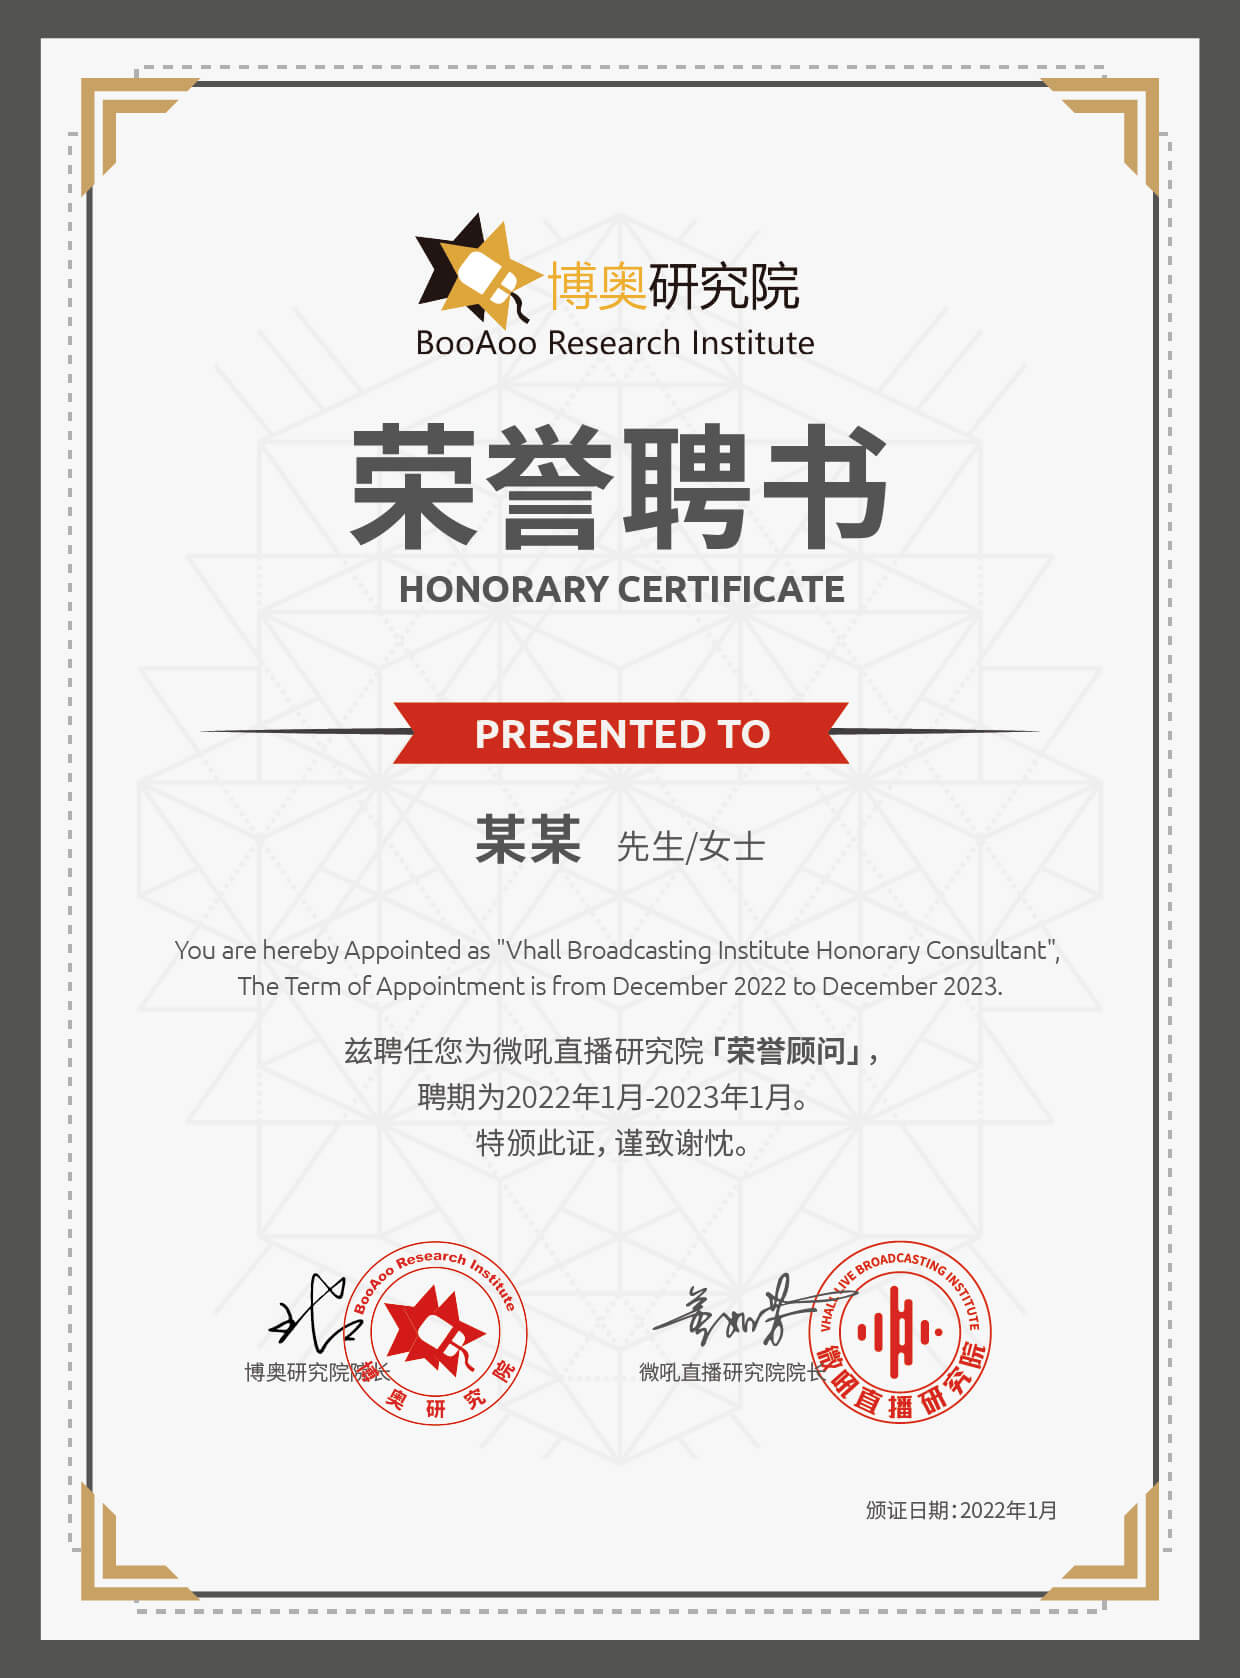 博奥研究院
BooAoo Research Institute
荣誉聘书
HONORARY CERTIFICATE
PRESENTED TO
某某 先生/女士
You are hereby Appointed as "Vhall Broadcasting Institute Honorary Consultant",
The Term of Appointment is from December 2022 to December 2023.
兹聘任您为微吼直播研究院「荣誉顾问」，
聘期为2022年1月-2023年1月。
特颁此证，谨致谢忱。
博奥研究院院长
BooAoo Research Institute
博奥研究院
微吼直播研究院院长
VHALL LIVE BROADCASTING INSTITUTE
微吼直播研究院
颁证日期：2022年1月